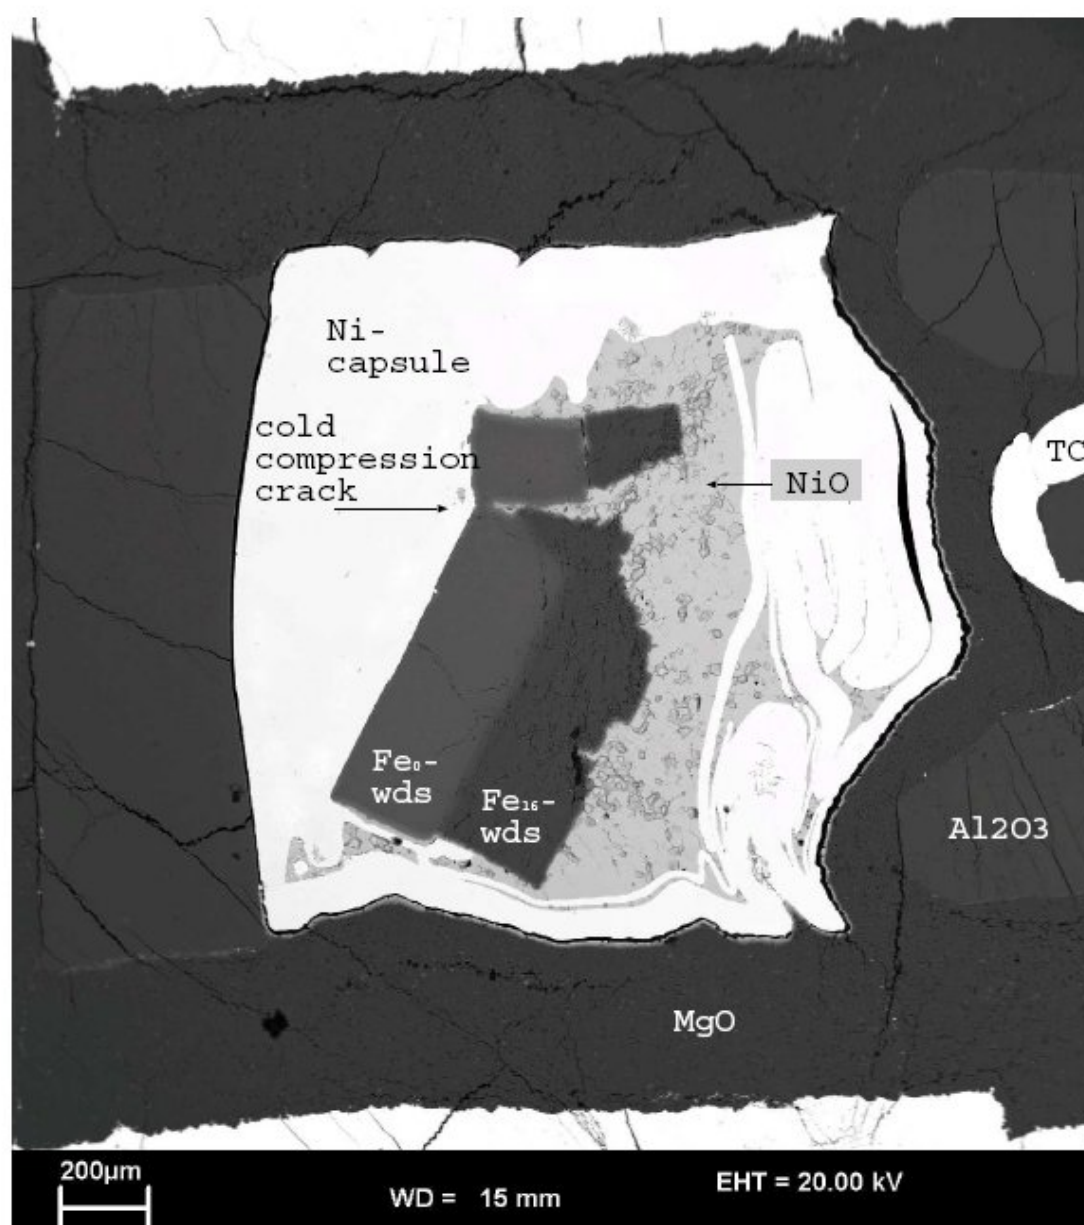 Ni-
capsule
cold
compression
crack
TC
NiO
Fe₀-
wds
Fe₁₆-
wds
Al2O3
MgO
200µm
WD = 15 mm
EHT = 20.00 kV